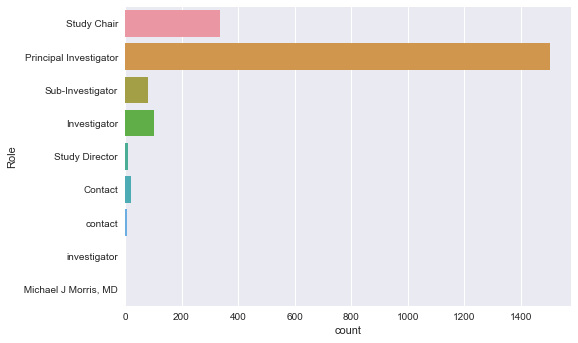 Study Chair
Principal Investigator
Sub-Investigator
Investigator
Study Director
Contact
contact
investigator
Michael J Morris, MD
Role
0 200 400 600 800 1000 1200 1400
count